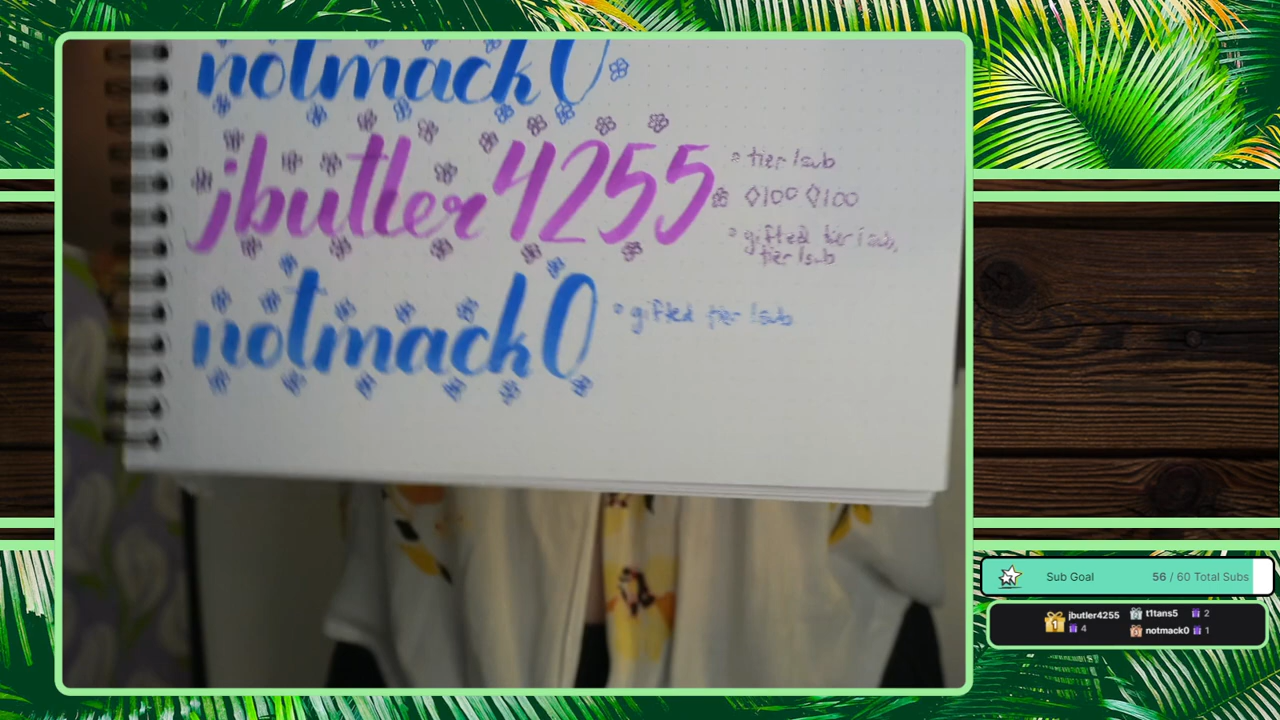 notmack0
jbutler4255
tier 1 sub
◊100 ◊100
gifted tier 1 sub,
tier 1 sub
notmack0
gifted tier 1 sub
Sub Goal
56 / 60 Total Subs
1 jbutler4255 4
t1tans5 2
notmack0 1